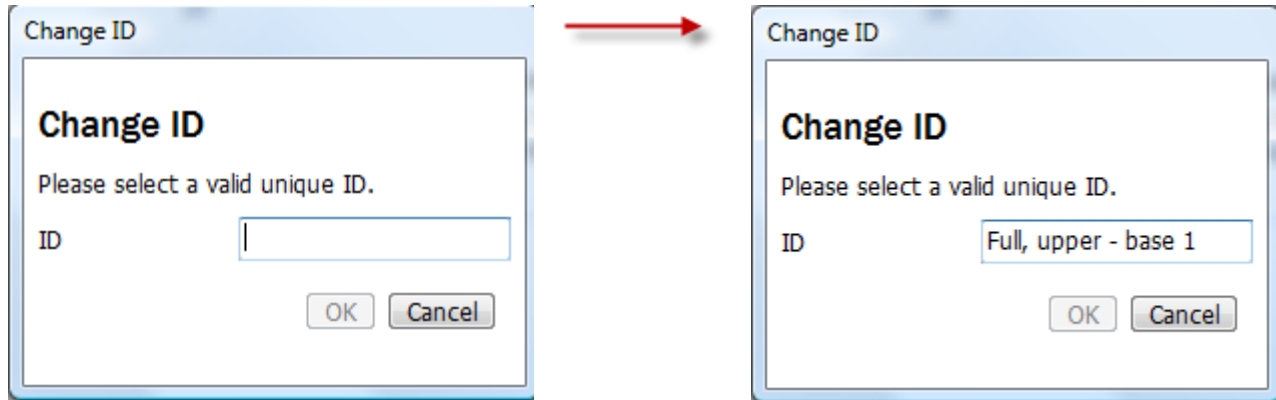 Change ID
Change ID
Please select a valid unique ID.
ID
OK Cancel
Change ID
Change ID
Please select a valid unique ID.
ID Full, upper - base 1
OK Cancel